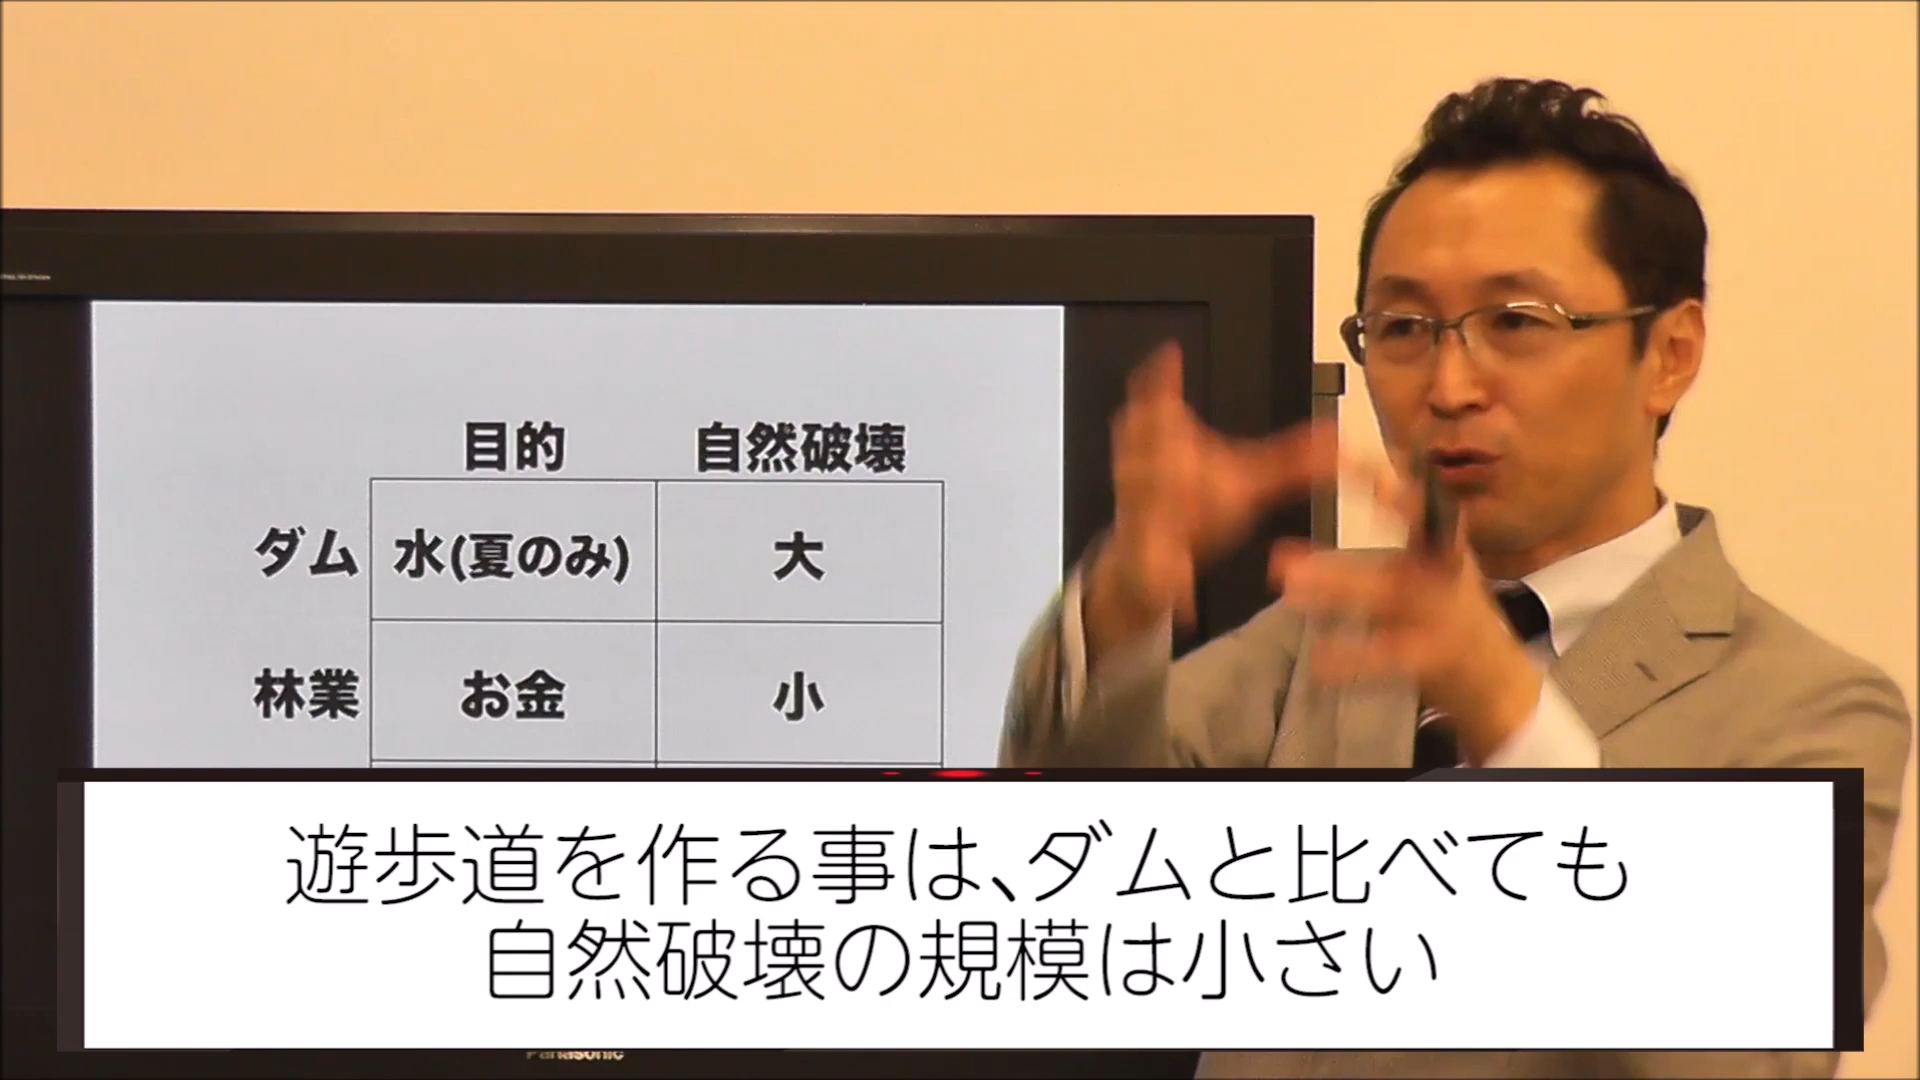 目的 自然破壊
ダム 水(夏のみ) 大
林業 お金 小
遊歩道を作る事は、ダムと比べても
自然破壊の規模は小さい
Panasonic